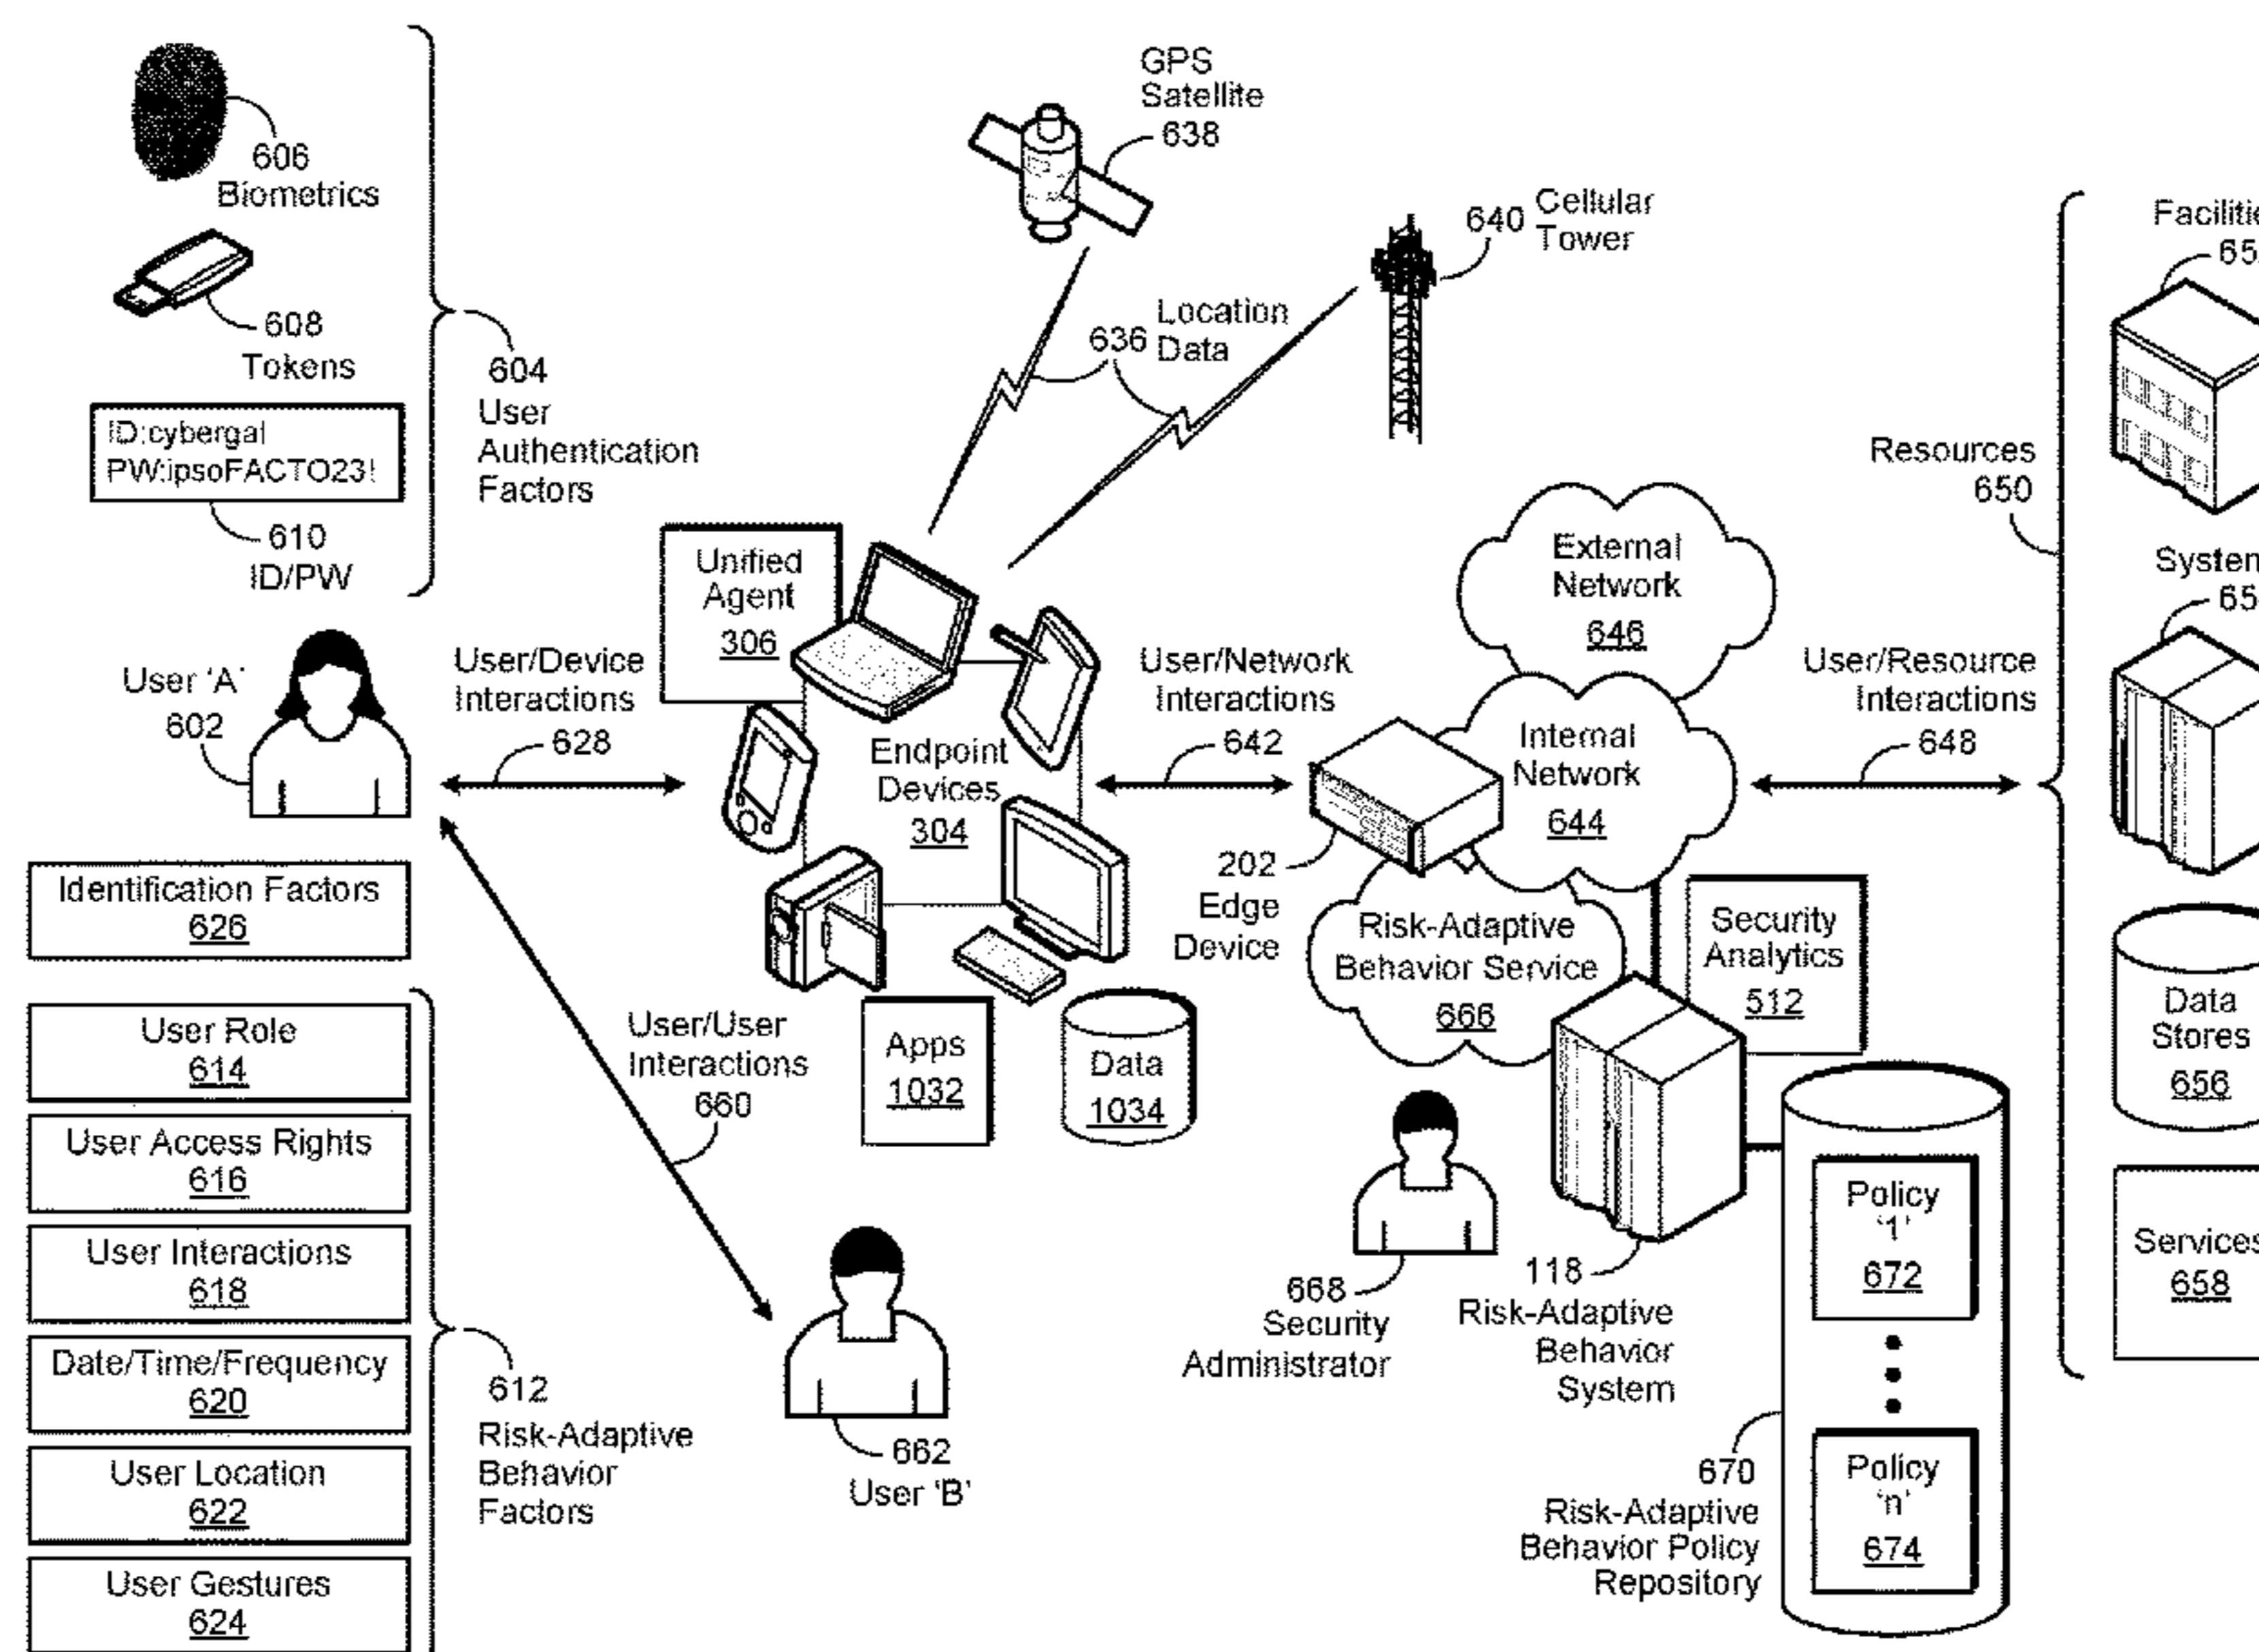 606
Biometrics
608
Tokens
ID:cybergal
PW:ipsoFACTO23!
610
ID/PW
604
User
Authentication
Factors
GPS
Satellite
638
640 Cellular
Tower
636 Location
Data
User 'A'
602
User/Device
Interactions
628
Unified
Agent
306
Endpoint
Devices
304
User/Network
Interactions
642
External
Network
646
Internal
Network
644
202
Edge
Device
User/Resource
Interactions
648
Resources
650
Data
Stores
656
658
Identification Factors
626
User Role
614
User Access Rights
616
User Interactions
618
Date/Time/Frequency
620
User Location
622
User Gestures
624
612
Risk-Adaptive
Behavior
Factors
User/User
Interactions
660
Apps
1032
Data
1034
662
User 'B'
Risk-Adaptive
Behavior Service
666
Security
Analytics
512
668
Security
Administrator
118
Risk-Adaptive
Behavior
System
Policy
'1'
672
Policy
'n'
674
670
Risk-Adaptive
Behavior Policy
Repository